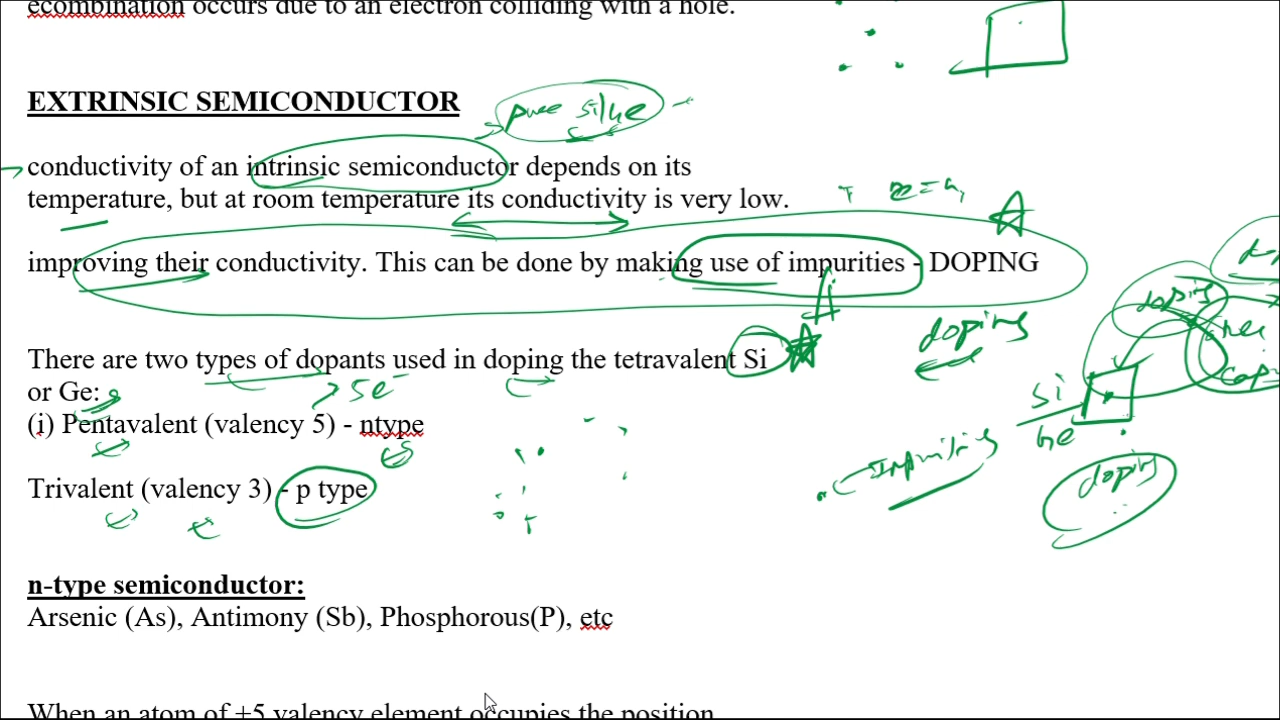 ecombination occurs due to an electron colliding with a hole.
EXTRINSIC SEMICONDUCTOR
pure
conductivity of an intrinsic semiconductor depends on its
temperature, but at room temperature its conductivity is very low.
improving their conductivity. This can be done by making use of impurities - DOPING
doping
doping
There are two types of dopants used in doping the tetravalent Si
or Ge:
5e⁻
Si
(i) Pentavalent (valency 5) - ntype
Impurities
doping
Trivalent (valency 3) - p type
n-type semiconductor:
Arsenic (As), Antimony (Sb), Phosphorous(P), etc
When an atom of +5 valency element occupies the position